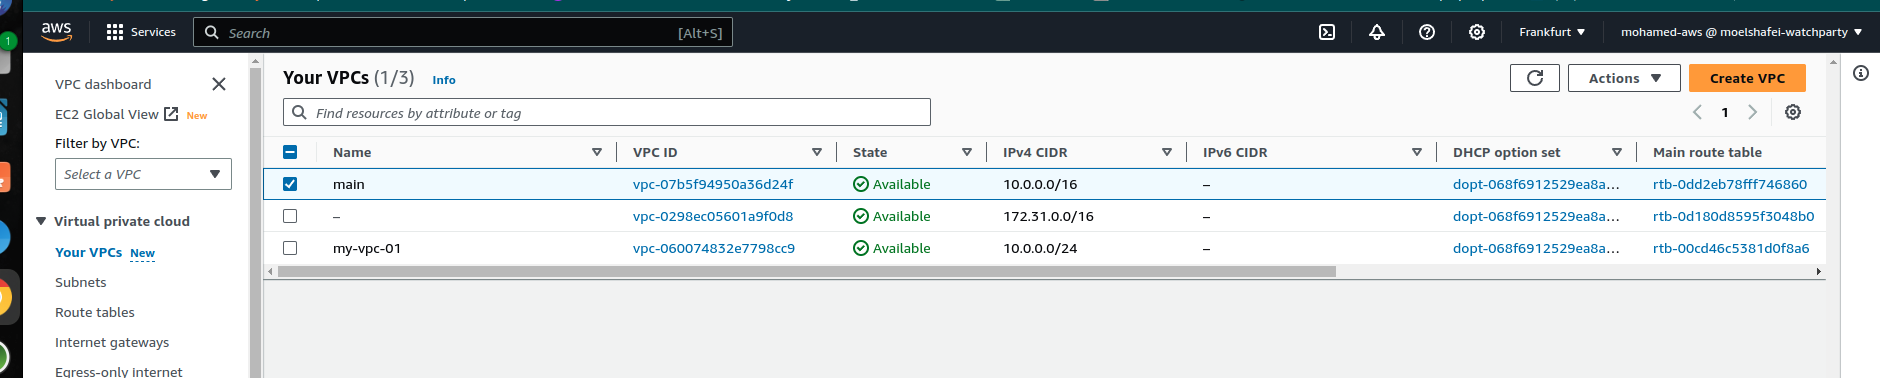 aws Services Search [Alt+S] Frankfurt mohamed-aws @ moelshafei-watchparty
1
VPC dashboard
EC2 Global View New
Filter by VPC:
Select a VPC
Virtual private cloud
Your VPCs New
Subnets
Route tables
Internet gateways
Egress-only internet
Your VPCs (1/3) Info Actions Create VPC
Find resources by attribute or tag 1
Name VPC ID State IPv4 CIDR IPv6 CIDR DHCP option set Main route table
main vpc-07b5f94950a36d24f Available 10.0.0.0/16 – dopt-068f6912529ea8a... rtb-0dd2eb78fff746860
– vpc-0298ec05601a9f0d8 Available 172.31.0.0/16 – dopt-068f6912529ea8a... rtb-0d180d8595f3048b0
my-vpc-01 vpc-060074832e7798cc9 Available 10.0.0.0/24 – dopt-068f6912529ea8a... rtb-00cd46c5381d0f8a6